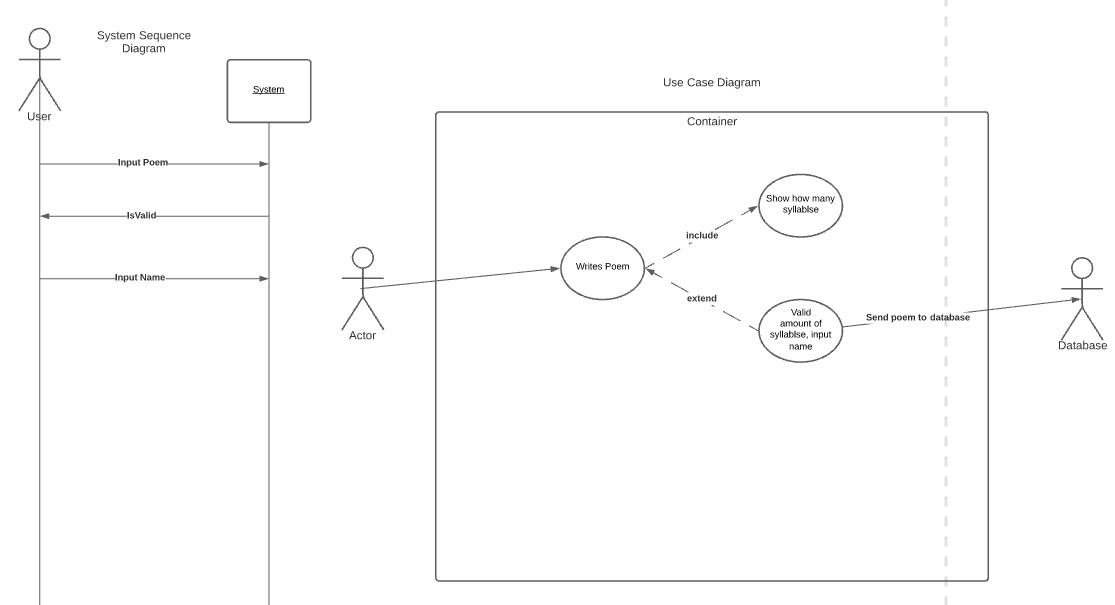 System Sequence
Diagram
User
System
Input Poem
IsValid
Input Name
Use Case Diagram
Container
Actor
Writes Poem
include
extend
Show how many
syllablse
Valid
amount of
syllablse, input
name
Send poem to database
Database